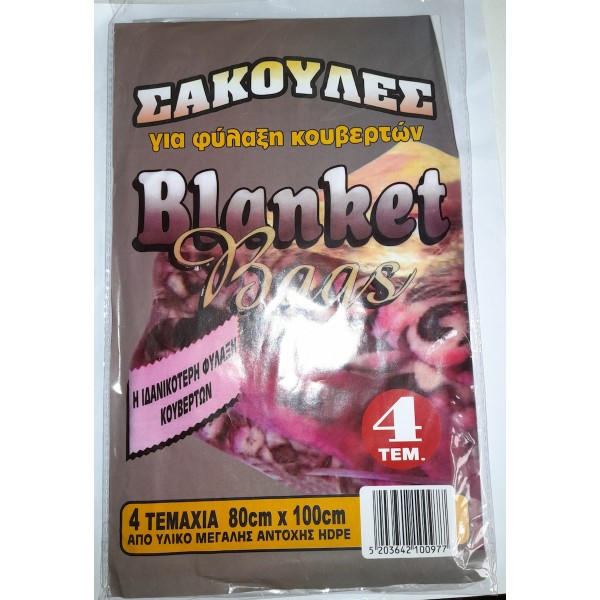 ΣΑΚΟΥΛΕΣ
για φύλαξη κουβερτών
Blanket
Bags
Η ΙΔΑΝΙΚΟΤΕΡΗ ΦΥΛΑΞΗ
ΚΟΥΒΕΡΤΩΝ
4
ΤΕΜ.
4 ΤΕΜΑΧΙΑ 80cm x 100cm
ΑΠΟ ΥΛΙΚΟ ΜΕΓΑΛΗΣ ΑΝΤΟΧΗΣ HDPE
5 203642 100977